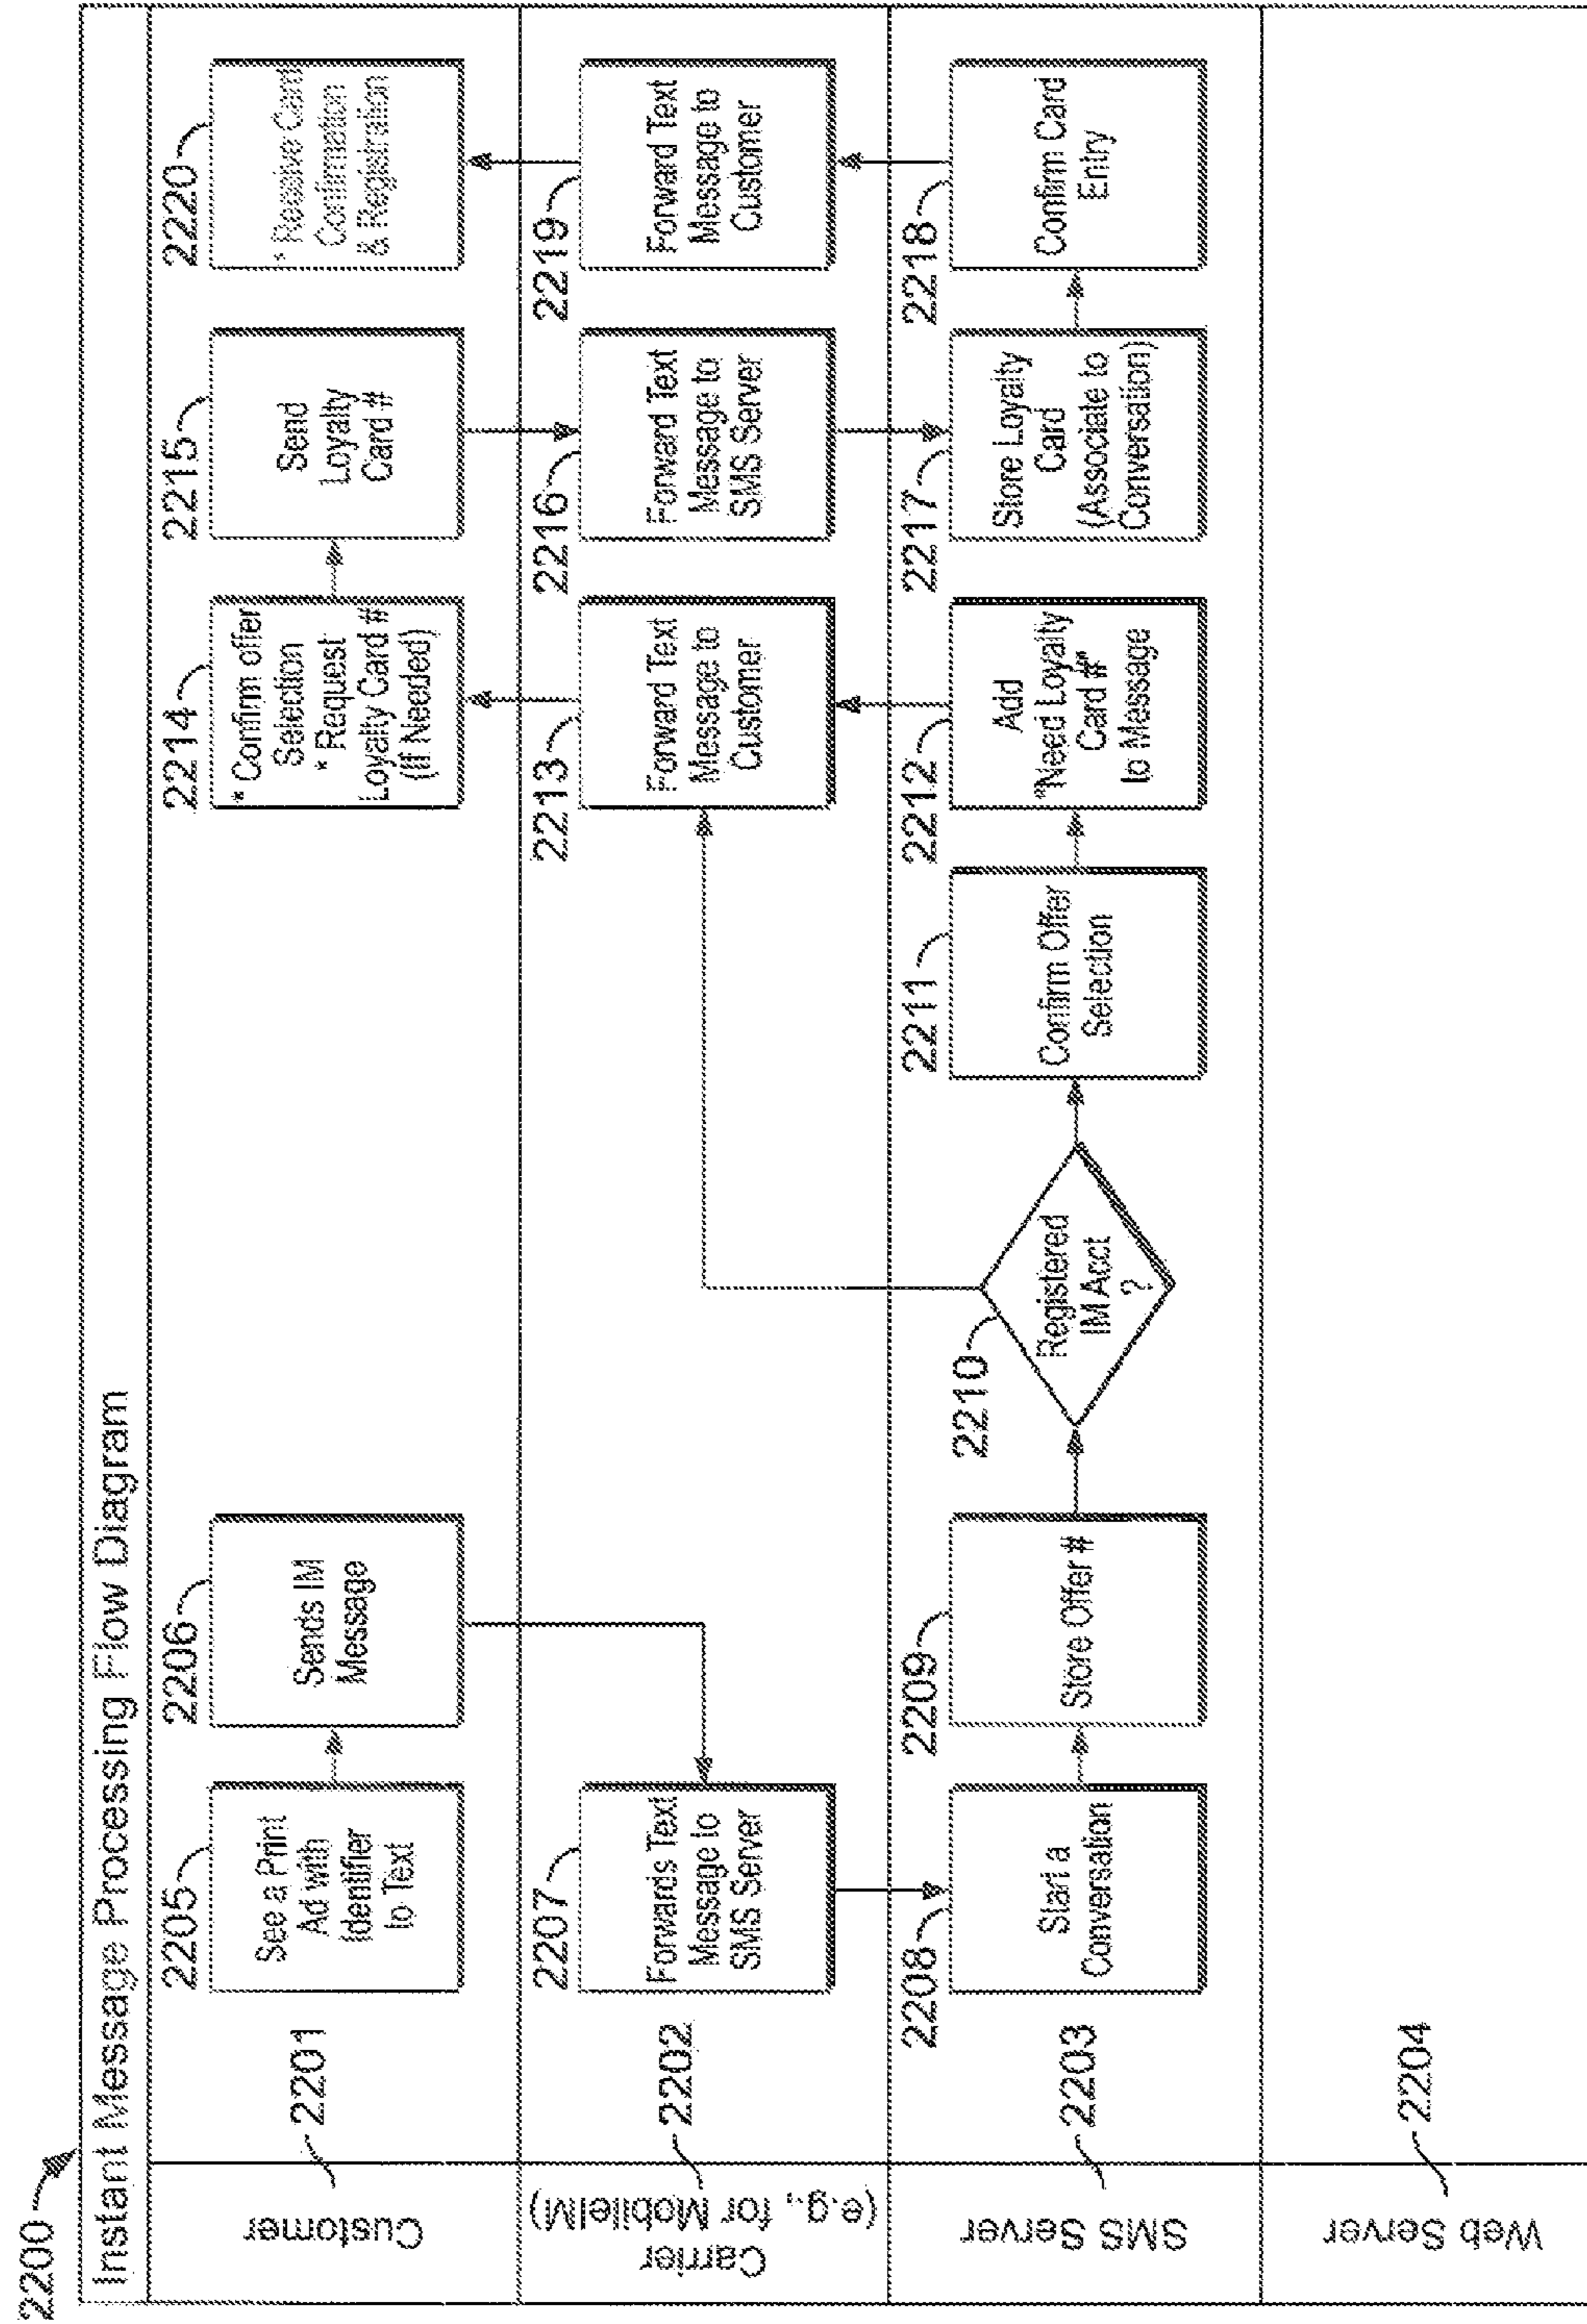 2200
Instant Message Processing Flow Diagram
Customer
2201
2205
See a Print
Ad with
Identifier
to Text
2206
Sends IM
Message
2214
* Confirm offer
Selection
* Request
Loyalty Card #
(If Needed)
2215
Send
Loyalty
Card #
2220
* Receive Card
Confirmation
& Registration
Carrier
(e.g., for MobileIM)
2202
2207
Forwards Text
Message to
SMS Server
2213
Forward Text
Message to
Customer
2216
Forward Text
Message to
SMS Server
2219
Forward Text
Message to
Customer
SMS Server
2203
2208
Start a
Conversation
2209
Store Offer #
2210
Registered
IM Acct
?
2211
Confirm Offer
Selection
2212
Add
"Need Loyalty
Card #"
to Message
2217
Store Loyalty
Card
(Associate to
Conversation)
2218
Confirm Card
Entry
Web Server
2204